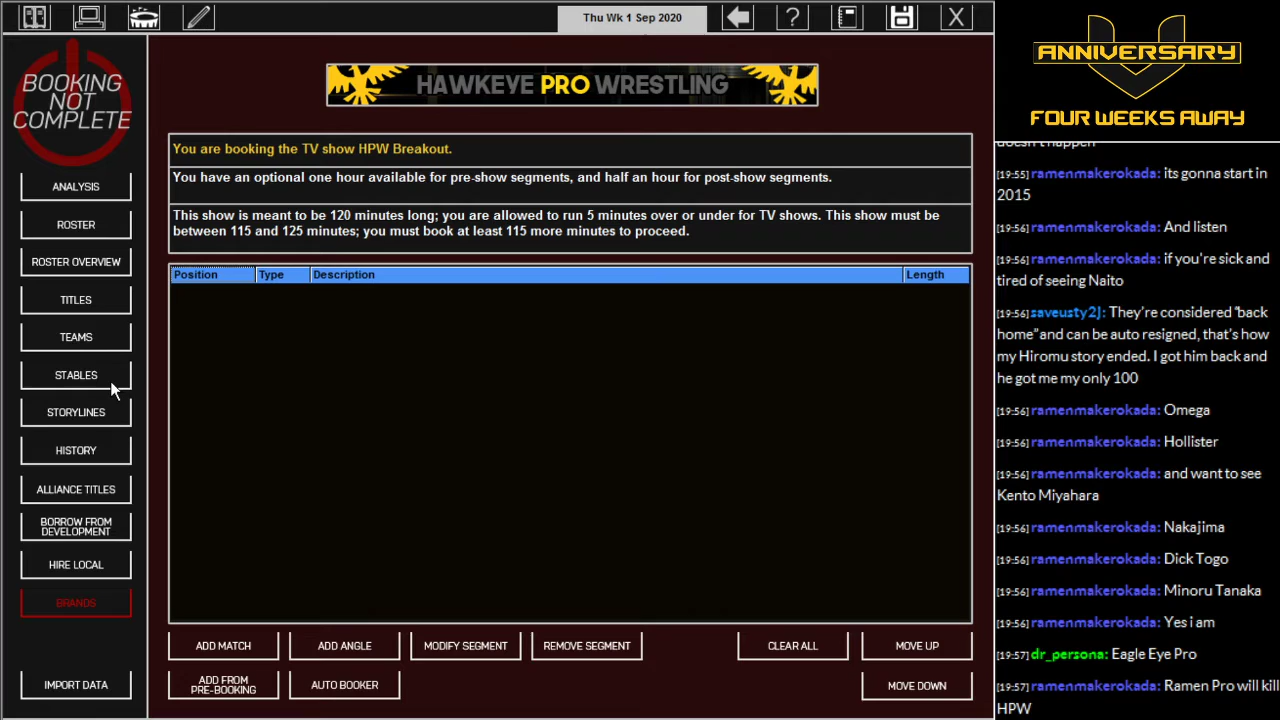 Thu Wk 1 Sep 2020
?
X
BOOKING
NOT
COMPLETE
ANALYSIS
ROSTER
ROSTER OVERVIEW
TITLES
TEAMS
STABLES
STORYLINES
HISTORY
ALLIANCE TITLES
BORROW FROM
DEVELOPMENT
HIRE LOCAL
BRANDS
IMPORT DATA
HAWKEYE PRO WRESTLING
You are booking the TV show HPW Breakout.
You have an optional one hour available for pre-show segments, and half an hour for post-show segments.
This show is meant to be 120 minutes long; you are allowed to run 5 minutes over or under for TV shows. This show must be
between 115 and 125 minutes; you must book at least 115 more minutes to proceed.
Position Type Description Length
ADD MATCH ADD ANGLE MODIFY SEGMENT REMOVE SEGMENT CLEAR ALL MOVE UP
ADD FROM
PRE-BOOKING
AUTO BOOKER MOVE DOWN
ANNIVERSARY
FOUR WEEKS AWAY
doesn't happen
[19:55] ramenmakerokada: its gonna start in
2015
[19:56] ramenmakerokada: And listen
[19:56] ramenmakerokada: if you're sick and
tired of seeing Naito
[19:56] saveusty2j: They're considered "back
home" and can be auto resigned, that's how
my Hiromu story ended. I got him back and
he got me my only 100
[19:56] ramenmakerokada: Omega
[19:56] ramenmakerokada: Hollister
[19:56] ramenmakerokada: and want to see
Kento Miyahara
[19:56] ramenmakerokada: Nakajima
[19:56] ramenmakerokada: Dick Togo
[19:56] ramenmakerokada: Minoru Tanaka
[19:56] ramenmakerokada: Yes i am
[19:57] dr_persona: Eagle Eye Pro
[19:57] ramenmakerokada: Ramen Pro will kill
HPW